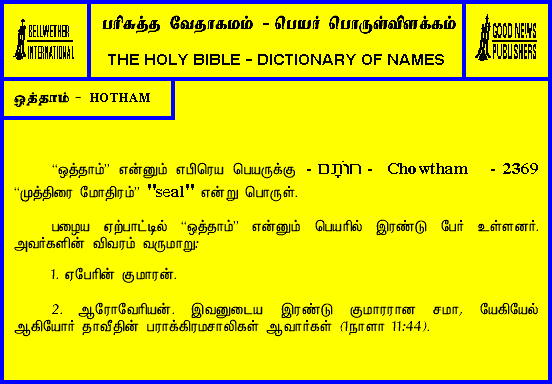 BELLWETHER
INTERNATIONAL
பரிசுத்த வேதாகமம் - பெயர் பொருள்விளக்கம்
THE HOLY BIBLE - DICTIONARY OF NAMES
GOOD NEWS
PUBLISHERS
ஒத்தாம் - HOTHAM
“ஒத்தாம்” என்னும் எபிரெய பெயருக்கு - חוֹתָם - Chowtham - 2369
“முத்திரை மோதிரம்” "seal" என்று பொருள்.
பழைய ஏற்பாட்டில் “ஒத்தாம்” என்னும் பெயரில் இரண்டு பேர் உள்ளனர்.
அவர்களின் விவரம் வருமாறு:
1. ஏபேரின் குமாரன்.
2. ஆரோவேரியன். இவனுடைய இரண்டு குமாரரான சமா, யேகியேல்
ஆகியோர் தாவீதின் பராக்கிரமசாலிகள் ஆவார்கள் (1நாளா 11:44).